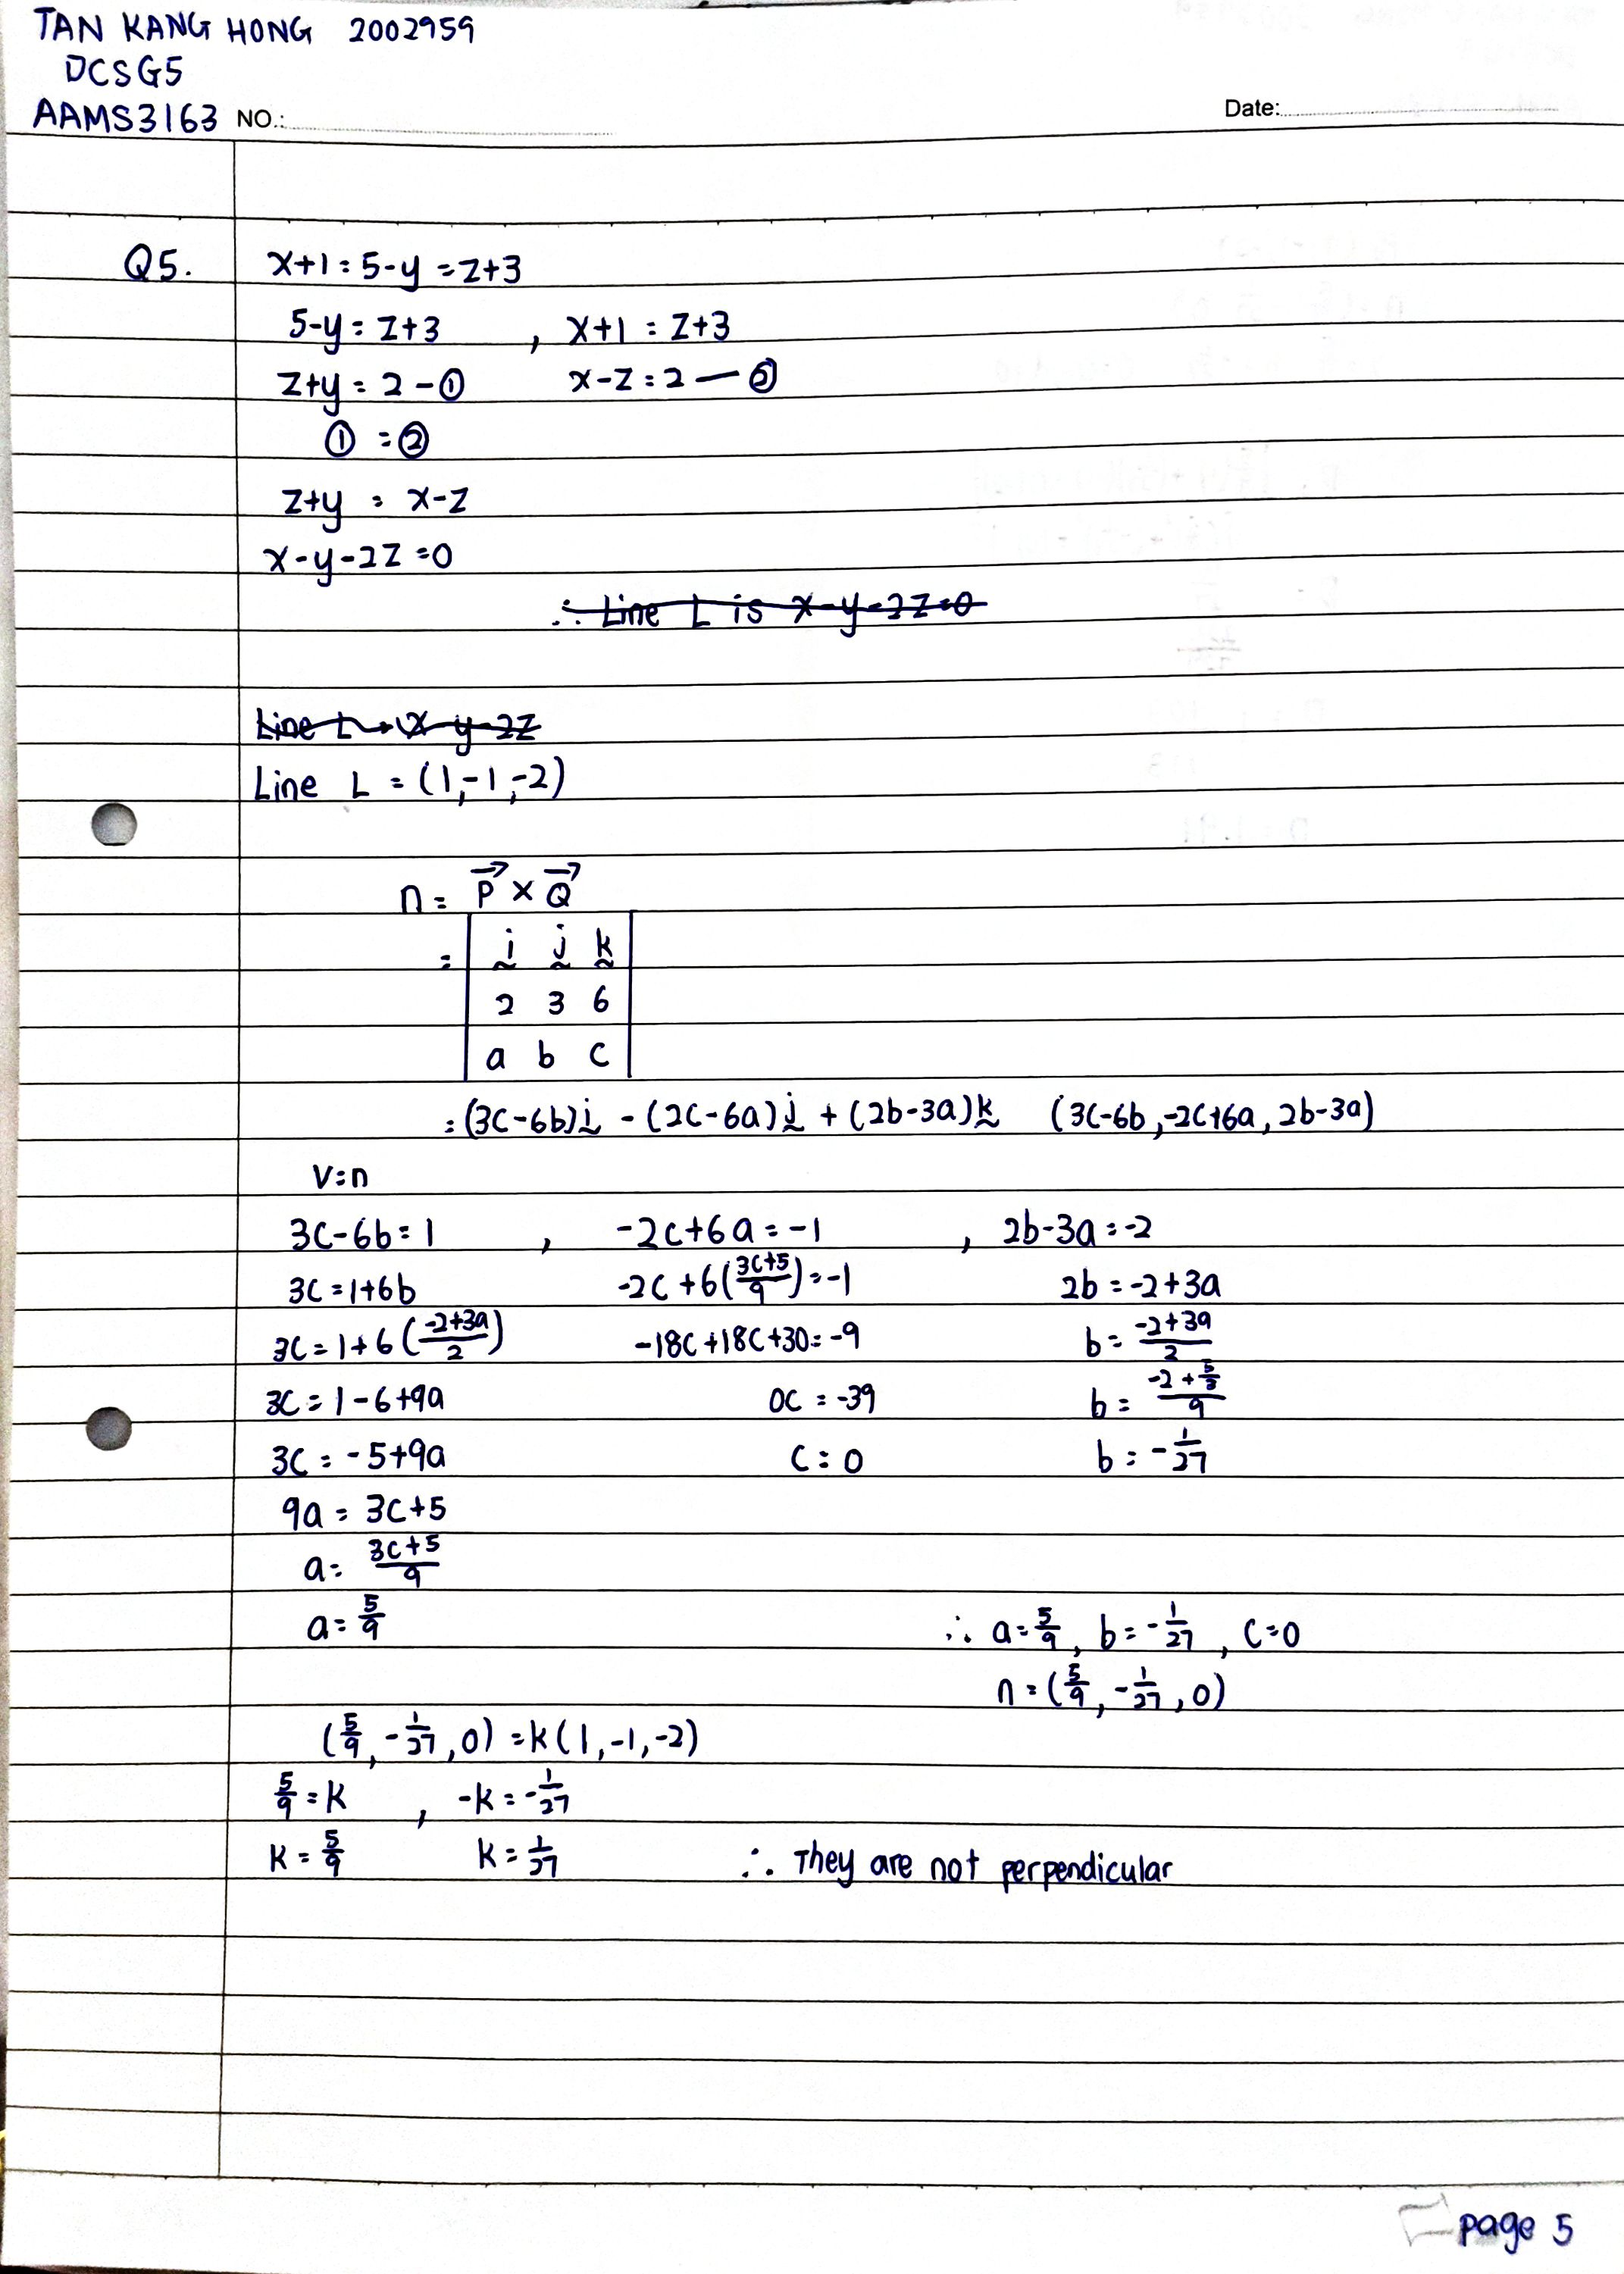 TAN KANG HONG 2002959
DCSG5
AAMS3163 NO.: Date:
Q5. x+1 = 5-y = z+3
5-y = z+3 , x+1 = z+3
z+y = 2 - ① x-z = 2 — ②
① = ②
z+y = x-z
x-y-2z = 0
∴ Line L is x-y-2z=0
Line L → x-y-2z
Line L = (1,-1,-2)
n = P⃗ × Q⃗
= | i j k |
| 2 3 6 |
| a b c |
= (3c-6b)i - (2c-6a)j + (2b-3a)k (3c-6b, -2c+6a, 2b-3a)
v=n
3c-6b = 1 , -2c+6a = -1 , 2b-3a = -2
3c = 1+6b -2c+6(3c+5/9) = -1 2b = -2+3a
3c = 1+6(-2+3a/2) -18c+18c+30 = -9 b = -2+3a/2
3c = 1-6+9a 0c = -39 b = -2+5/3/9
3c = -5+9a c = 0 b = -1/27
9a = 3c+5
a = 3c+5/9
a = 5/9 ∴ a = 5/9, b = -1/27, c = 0
n = (5/9, -1/27, 0)
(5/9, -1/27, 0) = k(1,-1,-2)
5/9 = k , -k = -1/27
k = 5/9 k = 1/27 ∴ They are not perpendicular
page 5